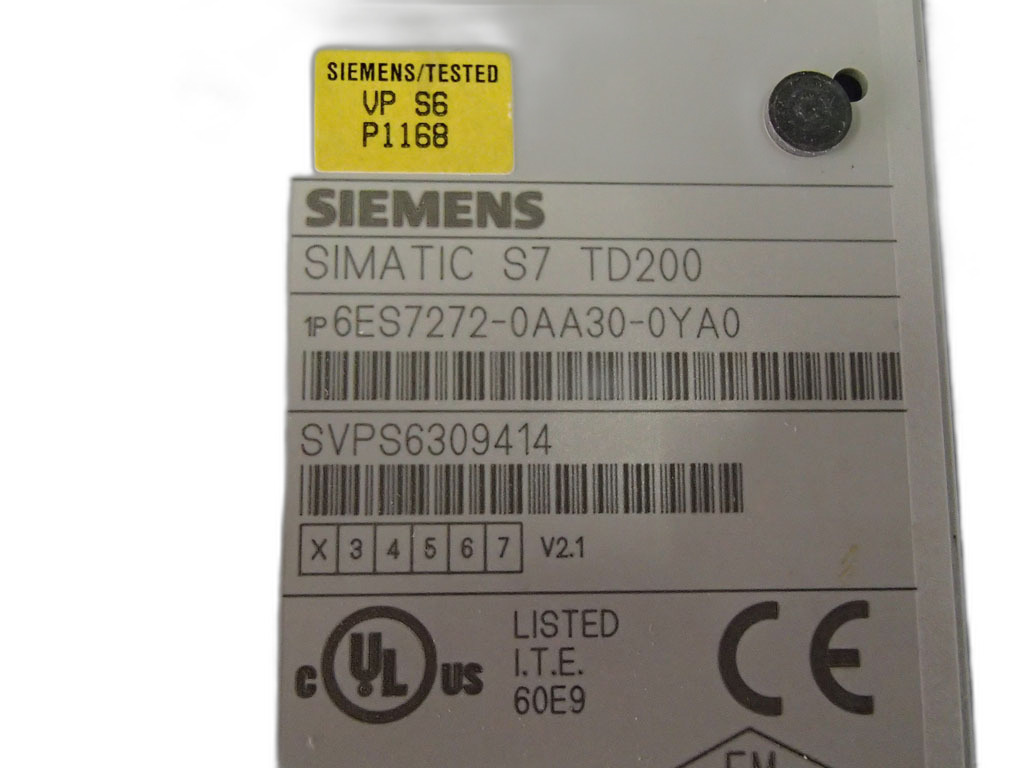 SIEMENS/TESTED
VP S6
P1168
SIEMENS
SIMATIC S7 TD200
1P 6ES7272-0AA30-0YA0
SVPS6309414
X 3 4 5 6 7 V2.1
C UL US
LISTED
I.T.E.
60E9
CE
FM